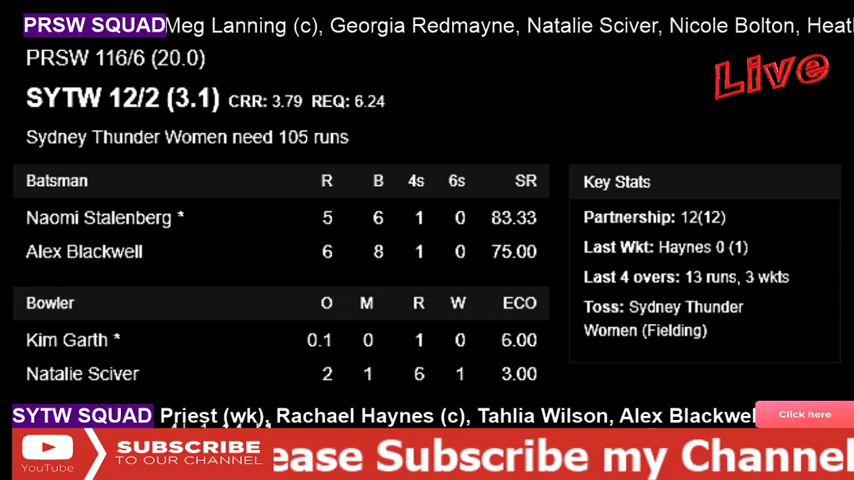 PRSW SQUAD Meg Lanning (c), Georgia Redmayne, Natalie Sciver, Nicole Bolton, Heath
PRSW 116/6 (20.0)
Live
SYTW 12/2 (3.1) CRR: 3.79 REQ: 6.24
Sydney Thunder Women need 105 runs
Batsman R B 4s 6s SR
Naomi Stalenberg * 5 6 1 0 83.33
Alex Blackwell 6 8 1 0 75.00
Bowler O M R W ECO
Kim Garth * 0.1 0 1 0 6.00
Natalie Sciver 2 1 6 1 3.00
Key Stats
Partnership: 12(12)
Last Wkt: Haynes 0 (1)
Last 4 overs: 13 runs, 3 wkts
Toss: Sydney Thunder
Women (Fielding)
SYTW SQUAD Priest (wk), Rachael Haynes (c), Tahlia Wilson, Alex Blackwel
Click here
YouTube
SUBSCRIBE
TO OUR CHANNEL
ease Subscribe my Channel